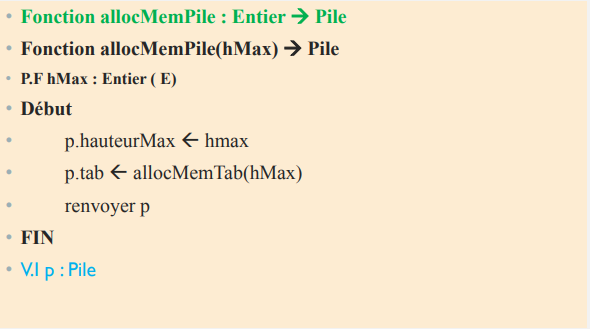 • Fonction allocMemPile : Entier → Pile
• Fonction allocMemPile(hMax) → Pile
• P.F hMax : Entier ( E)
• Début
• p.hauteurMax ← hmax
• p.tab ← allocMemTab(hMax)
• renvoyer p
• FIN
• V.I p : Pile